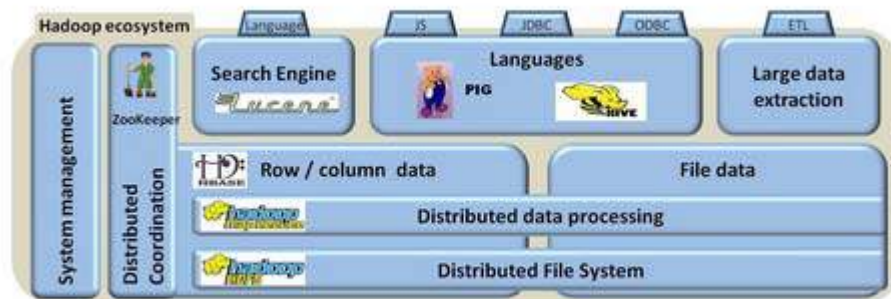 Hadoop ecosystem
Language
JS
JDBC
ODBC
ETL
System management
ZooKeeper
Distributed
Coordination
Search Engine
Lucene
Languages
PIG
HIVE
Large data
extraction
HBASE
Row / column data
File data
hadoop
Distributed data processing
hadoop
Distributed File System